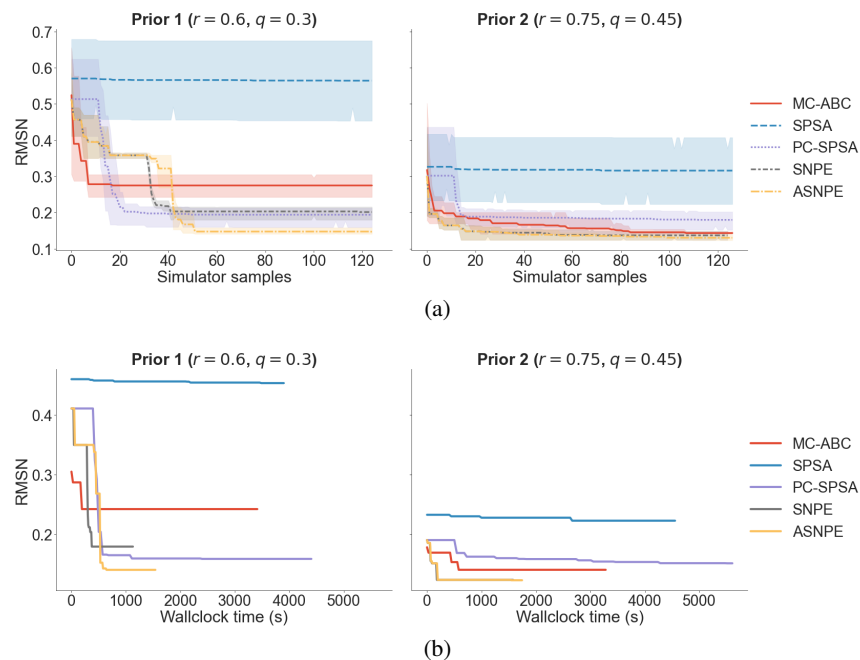 Prior 1 (r = 0.6, q = 0.3)
Prior 2 (r = 0.75, q = 0.45)
0.7
0.6
0.5
0.4
0.3
0.2
0.1
RMSN
0 20 40 60 80 100 120
Simulator samples
0 20 40 60 80 100 120
Simulator samples
MC-ABC
SPSA
PC-SPSA
SNPE
ASNPE
(a)
Prior 1 (r = 0.6, q = 0.3)
Prior 2 (r = 0.75, q = 0.45)
0.4
0.3
0.2
RMSN
0 1000 2000 3000 4000 5000
Wallclock time (s)
0 1000 2000 3000 4000 5000
Wallclock time (s)
MC-ABC
SPSA
PC-SPSA
SNPE
ASNPE
(b)